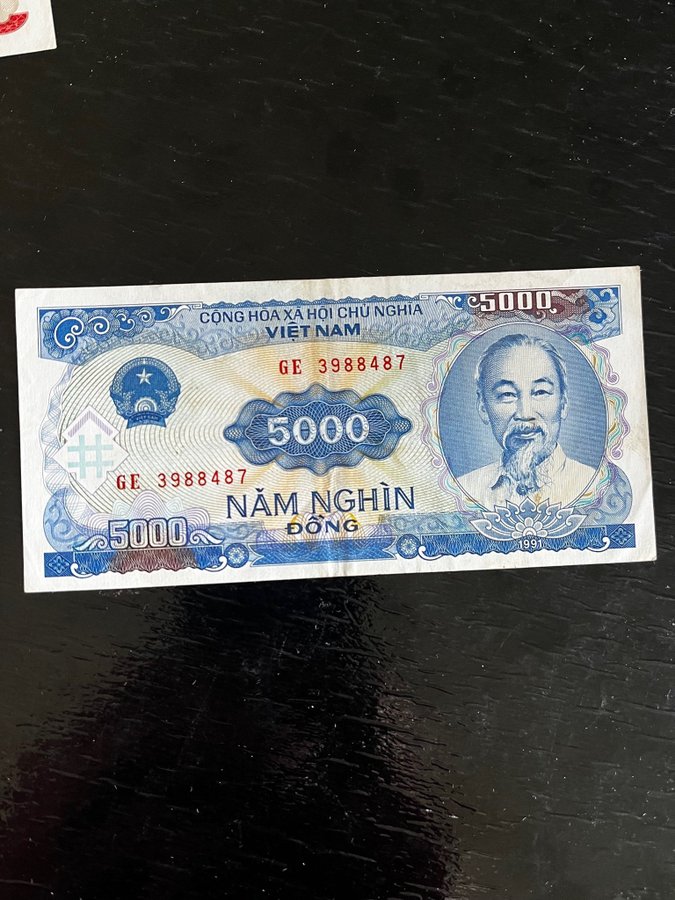 CỘNG HÒA XÃ HỘI CHỦ NGHĨA
VIỆT NAM
5000
GE 3988487
5000
GE 3988487
NĂM NGHÌN
ĐỒNG
5000
1991